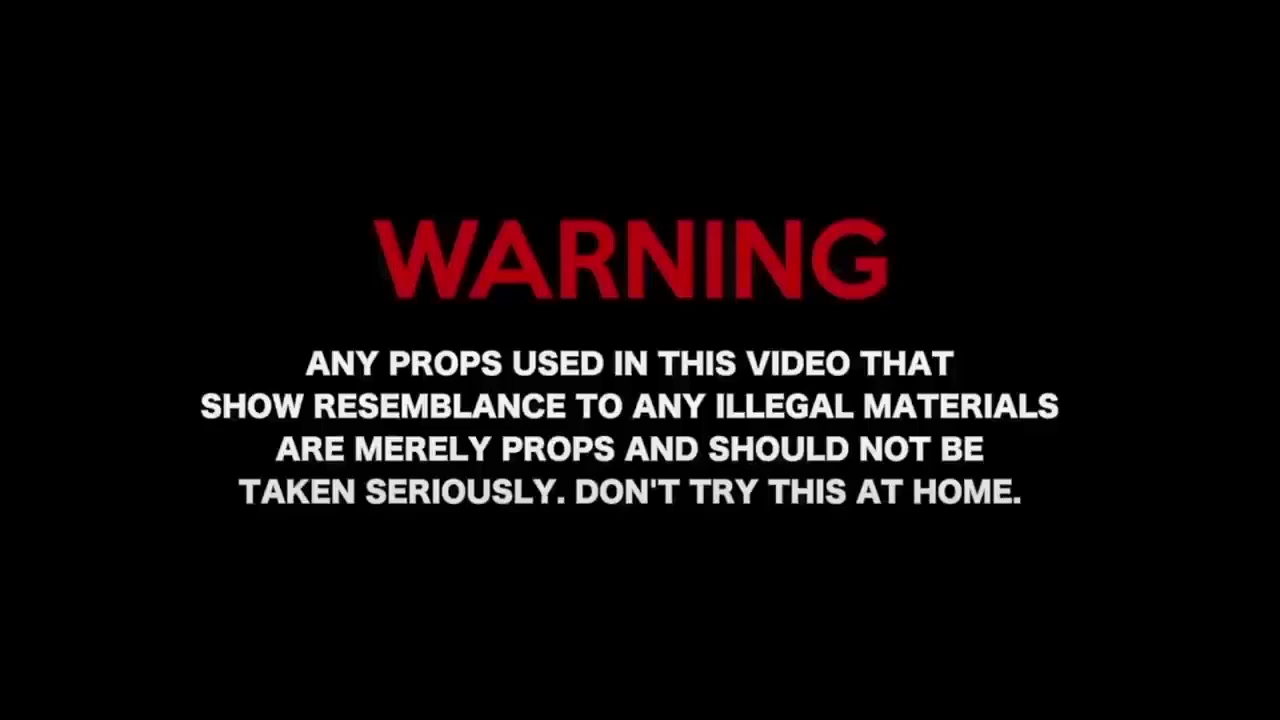 WARNING
ANY PROPS USED IN THIS VIDEO THAT
SHOW RESEMBLANCE TO ANY ILLEGAL MATERIALS
ARE MERELY PROPS AND SHOULD NOT BE
TAKEN SERIOUSLY. DON'T TRY THIS AT HOME.